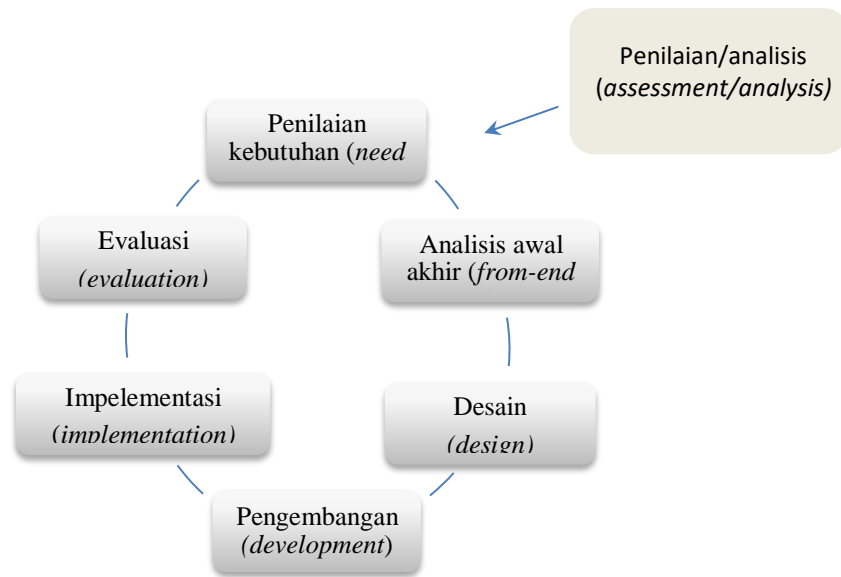 Penilaian/analisis
(assessment/analysis)
Penilaian
kebutuhan (need
Analisis awal
akhir (from-end
Desain
(design)
Pengembangan
(development)
Impelementasi
(implementation)
Evaluasi
(evaluation)